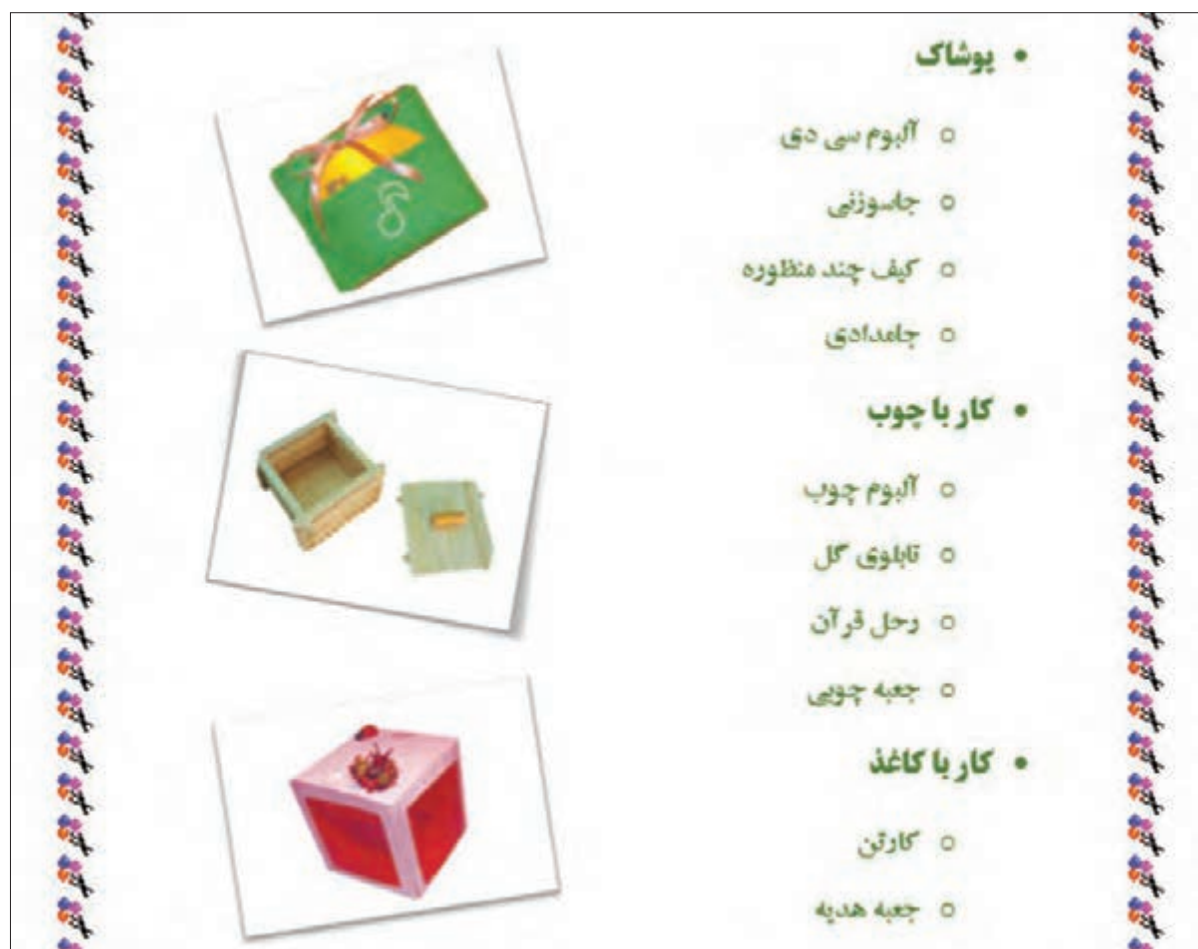 • پوشاک
o آلبوم سی دی
o جاسوزنی
o کیف چند منظوره
o جامدادی
• کار با چوب
o آلبوم چوب
o تابلوی گل
o رحل قرآن
o جعبه چوبی
• کار با کاغذ
o کارتن
o جعبه هدیه